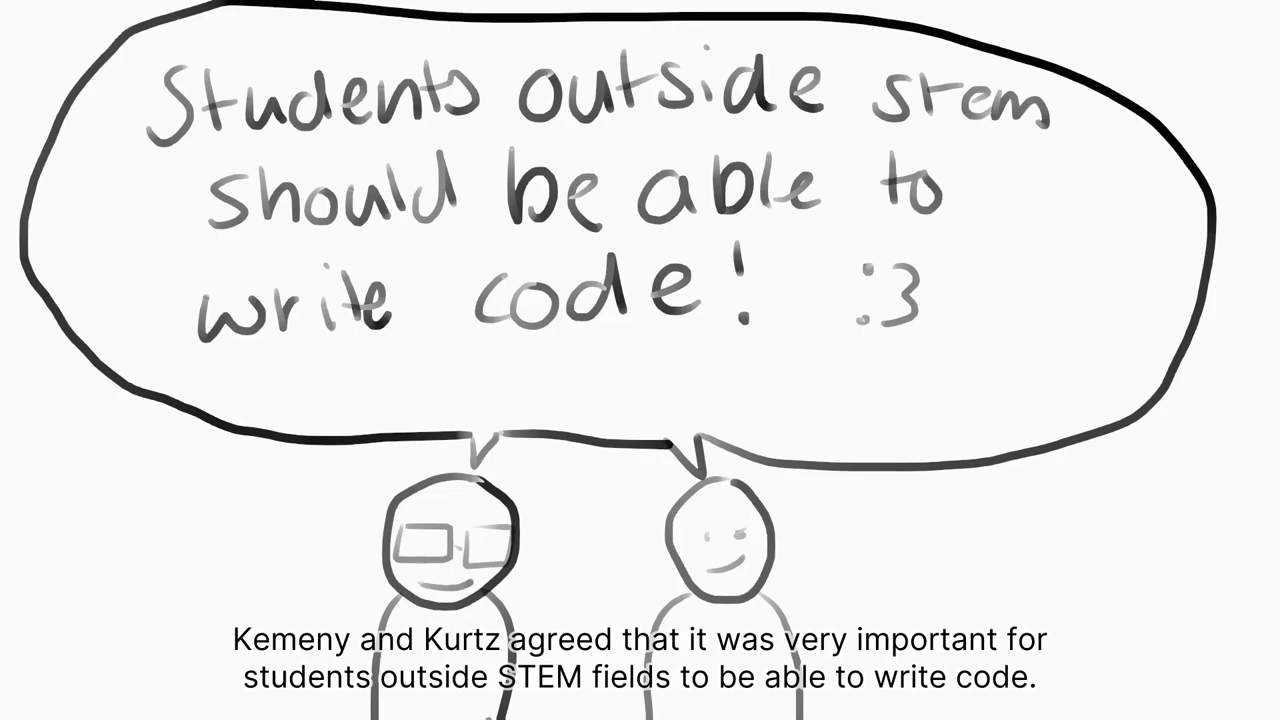 Students outside stem
should be able to
write code! :3
Kemeny and Kurtz agreed that it was very important for
students outside STEM fields to be able to write code.